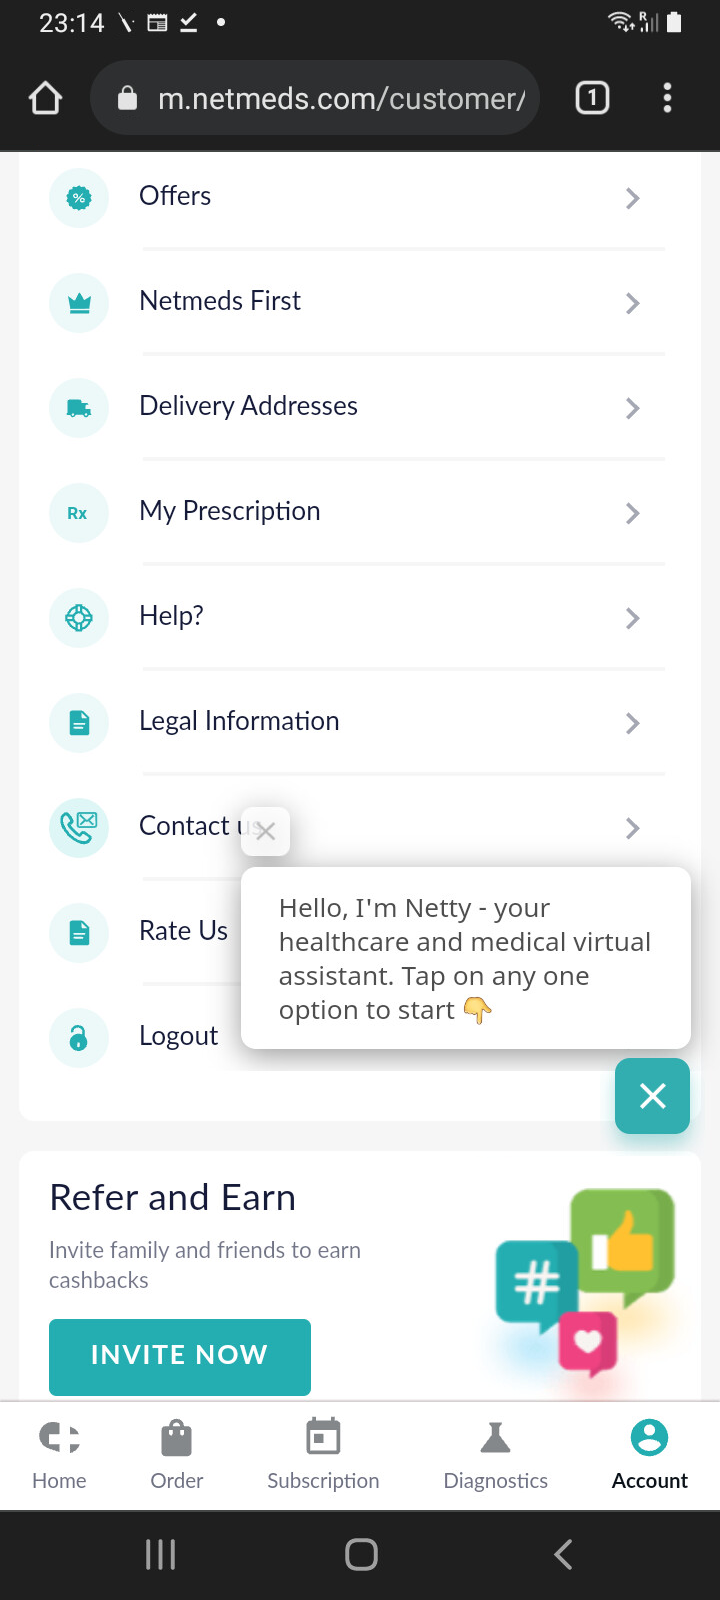 23:14
R
m.netmeds.com/customer/
1
Offers
Netmeds First
Delivery Addresses
Rx
My Prescription
Help?
Legal Information
Contact us
Rate Us
Hello, I'm Netty - your
healthcare and medical virtual
assistant. Tap on any one
option to start 👇
Logout
Refer and Earn
Invite family and friends to earn
cashbacks
INVITE NOW
Home
Order
Subscription
Diagnostics
Account